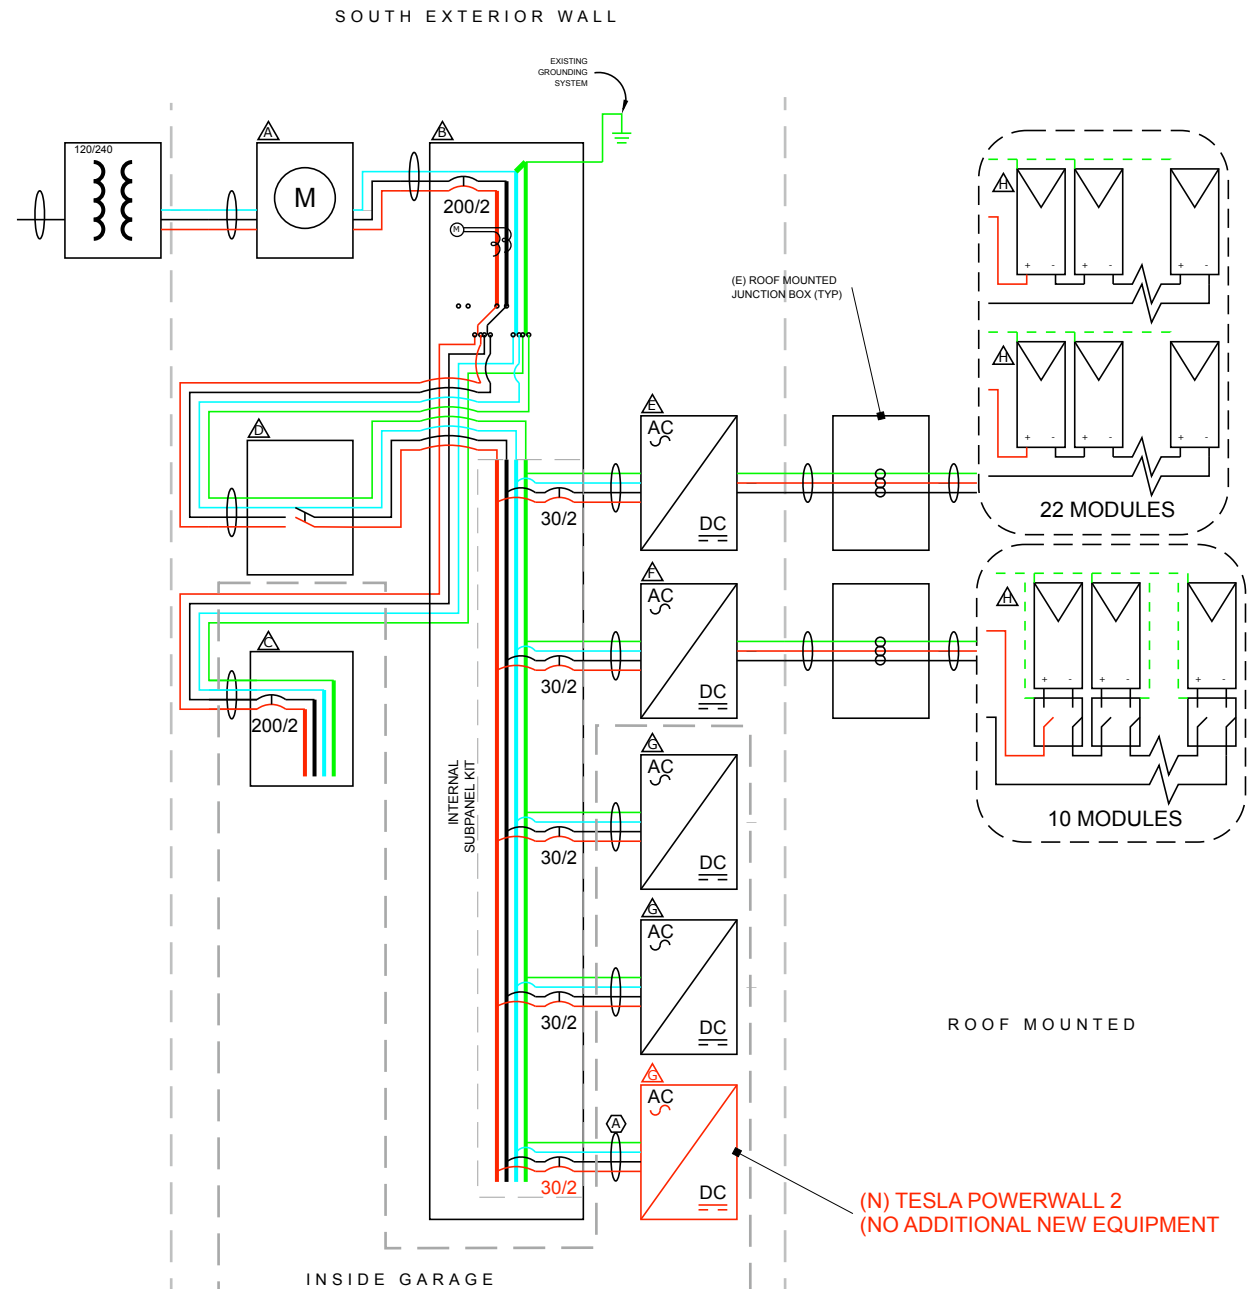 SOUTH EXTERIOR WALL
EXISTING
GROUNDING
SYSTEM
A
B
120/240
M
200/2
M
H
+ -
+ -
+ -
(E) ROOF MOUNTED
JUNCTION BOX (TYP)
H
+ -
+ -
+ -
22 MODULES
D
E
AC
DC
30/2
F
AC
DC
30/2
H
+ -
+ -
+ -
10 MODULES
C
200/2
INTERNAL
SUBPANEL KIT
G
AC
DC
30/2
G
AC
DC
30/2
ROOF MOUNTED
G
A
AC
DC
30/2
(N) TESLA POWERWALL 2
(NO ADDITIONAL NEW EQUIPMENT
INSIDE GARAGE